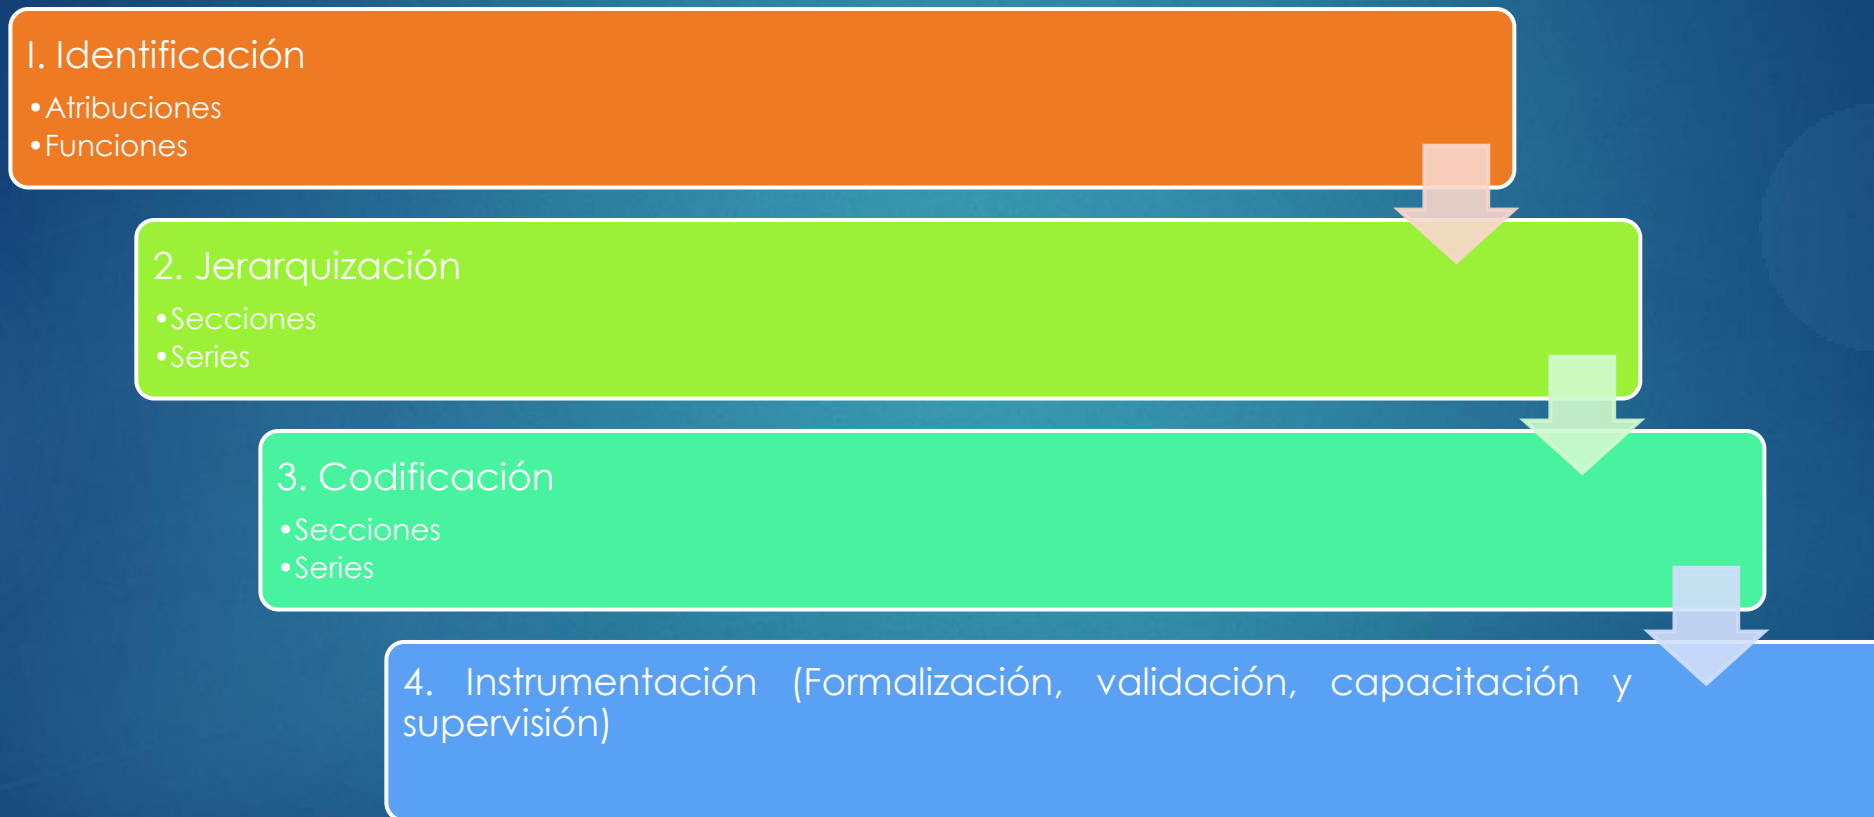 I. Identificación
•Atribuciones
•Funciones
2. Jerarquización
•Secciones
•Series
3. Codificación
•Secciones
•Series
4. Instrumentación (Formalización, validación, capacitación y
supervisión)